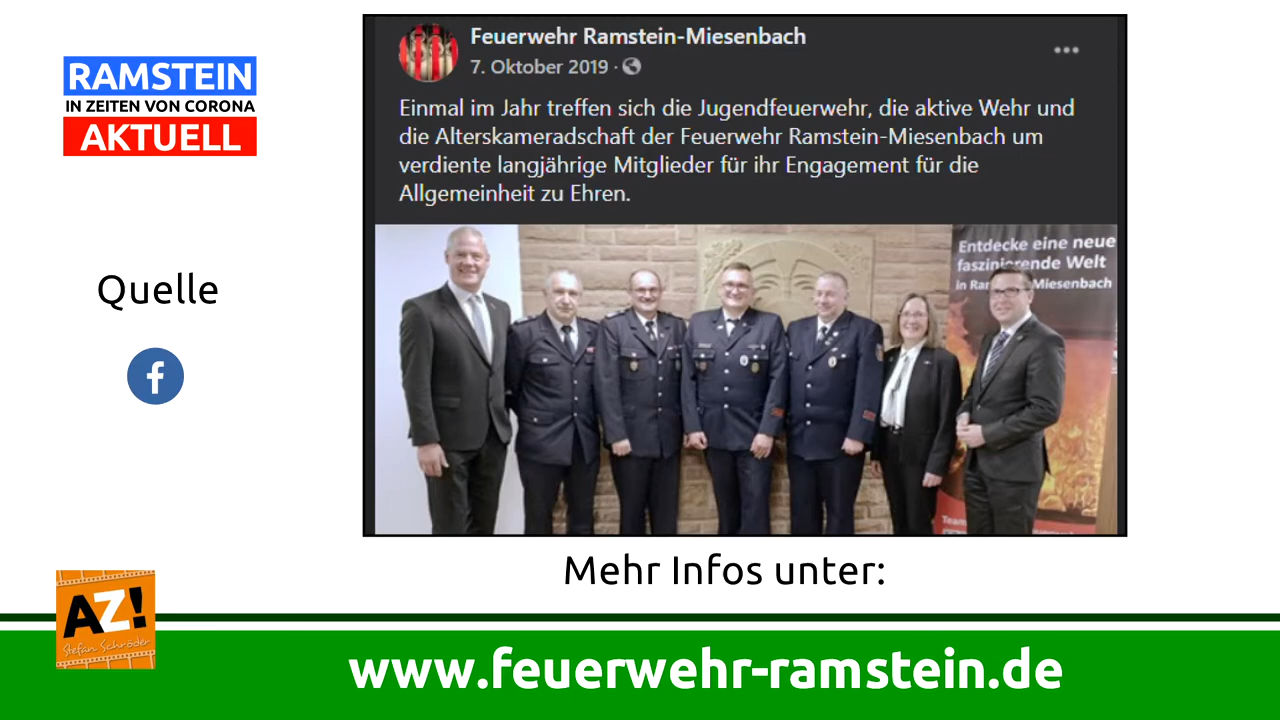 RAMSTEIN
IN ZEITEN VON CORONA
AKTUELL
Quelle
Feuerwehr Ramstein-Miesenbach
7. Oktober 2019 ·
Einmal im Jahr treffen sich die Jugendfeuerwehr, die aktive Wehr und
die Alterskameradschaft der Feuerwehr Ramstein-Miesenbach um
verdiente langjährige Mitglieder für ihr Engagement für die
Allgemeinheit zu Ehren.
Entdecke eine neue
faszinierende Welt
in Miesenbach
Team
Mehr Infos unter:
AZ!
Stefan Schröder
www.feuerwehr-ramstein.de